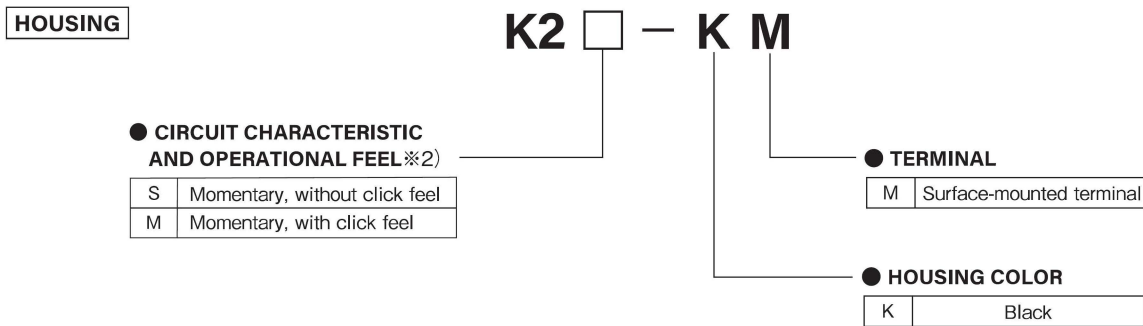 HOUSING
K2 □ − K M
● CIRCUIT CHARACTERISTIC
AND OPERATIONAL FEEL※2)
S Momentary, without click feel
M Momentary, with click feel
● TERMINAL
M Surface-mounted terminal
● HOUSING COLOR
K Black